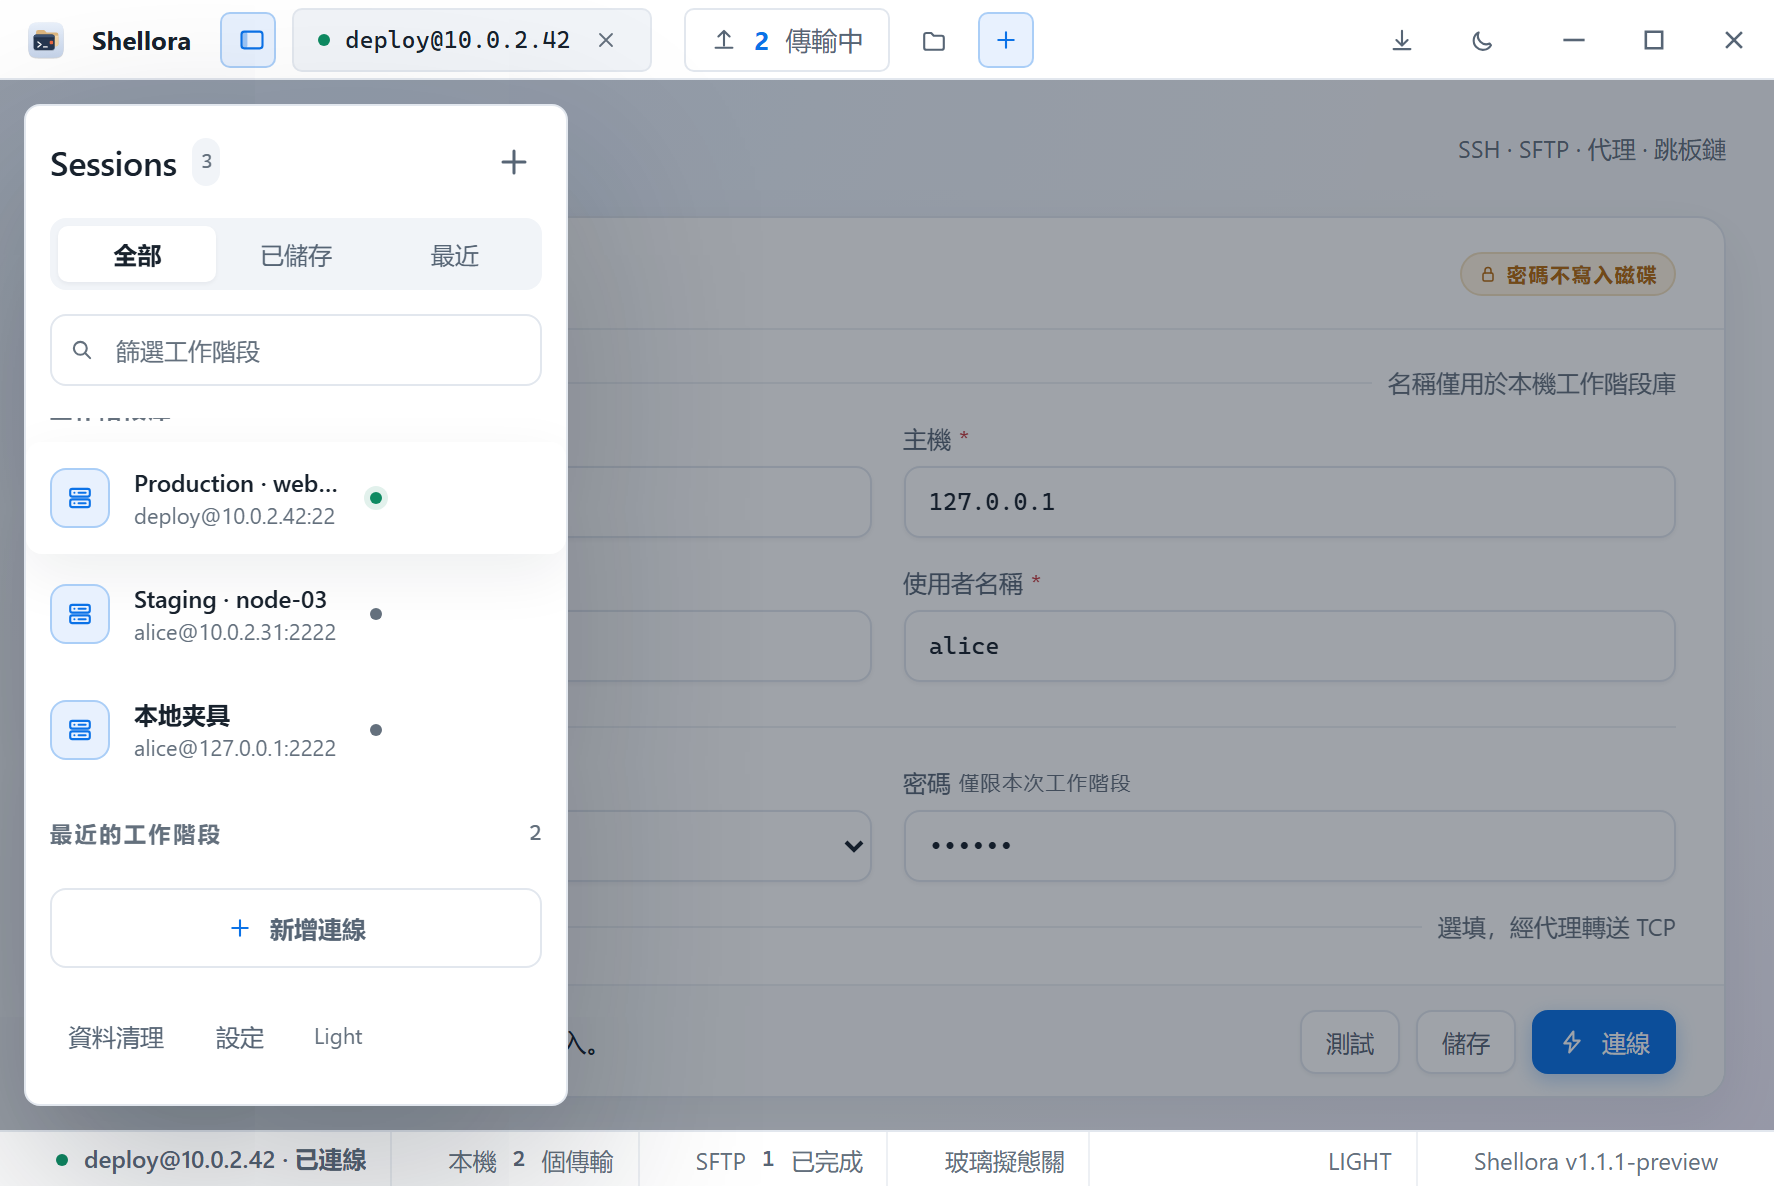 Shellora
deploy@10.0.2.42
2 傳輸中
SSH · SFTP · 代理 · 跳板鏈
Sessions 3
全部 已儲存 最近
篩選工作階段
Production · web...
deploy@10.0.2.42:22
Staging · node-03
alice@10.0.2.31:2222
本地夹具
alice@127.0.0.1:2222
最近的工作階段 2
+ 新增連線
資料清理 設定 Light
密碼不寫入磁碟
名稱僅用於本機工作階段庫
主機 *
127.0.0.1
使用者名稱 *
alice
密碼 僅限本次工作階段
••••••
選填，經代理轉送 TCP
入。
測試 儲存 連線
deploy@10.0.2.42 · 已連線 本機 2 個傳輸 SFTP 1 已完成 玻璃擬態關 LIGHT Shellora v1.1.1-preview